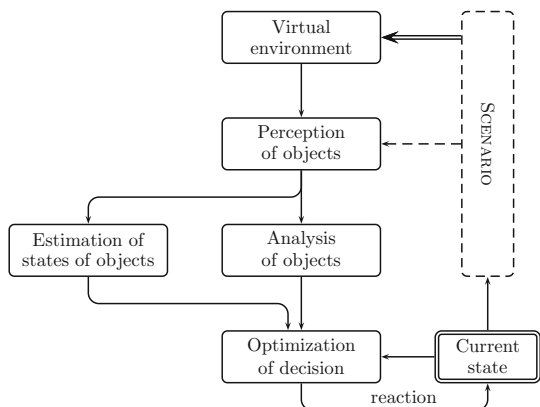 Virtual
environment
SCENARIO
Perception
of objects
Estimation of
states of objects
Analysis
of objects
Optimization
of decision
Current
state
reaction